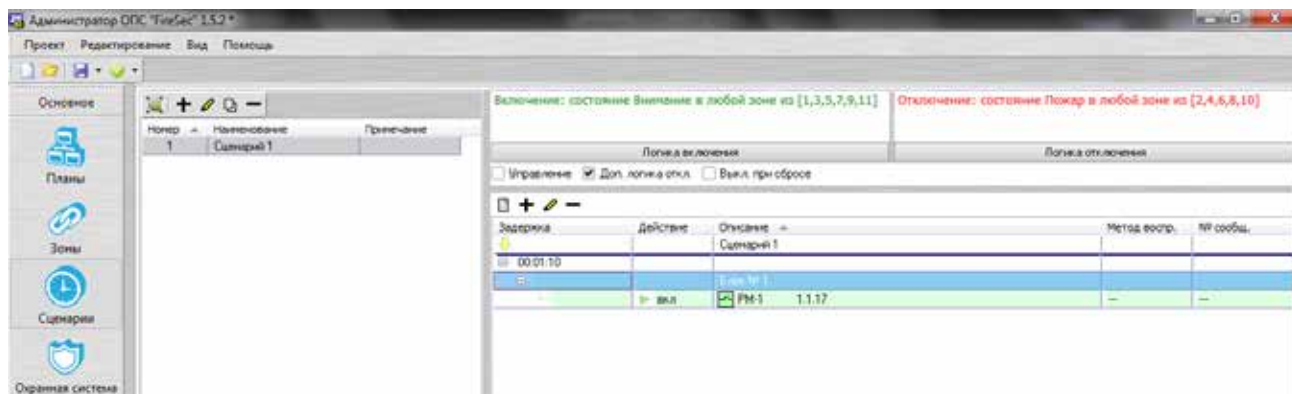 Администратор ОПС "FireSec" 1.5.2 *
Проект Редактирование Вид Помощь
Основное
Планы
Зоны
Сценарии
Охранная система
Номер Наименование Примечание
1 Сценарий 1
Включение: состояние Внимание в любой зоне из [1,3,5,7,9,11]
Отключение: состояние Пожар в любой зоне из [2,4,6,8,10]
Логика включения
Логика отключения
Управление Доп. логика откл. Выкл. при сбросе
Задержка Действие Описание Метод воспр. № сообщ.
Сценарий 1
00:01:10
Блок № 1
вкл РМ-1 1.1.17 — —